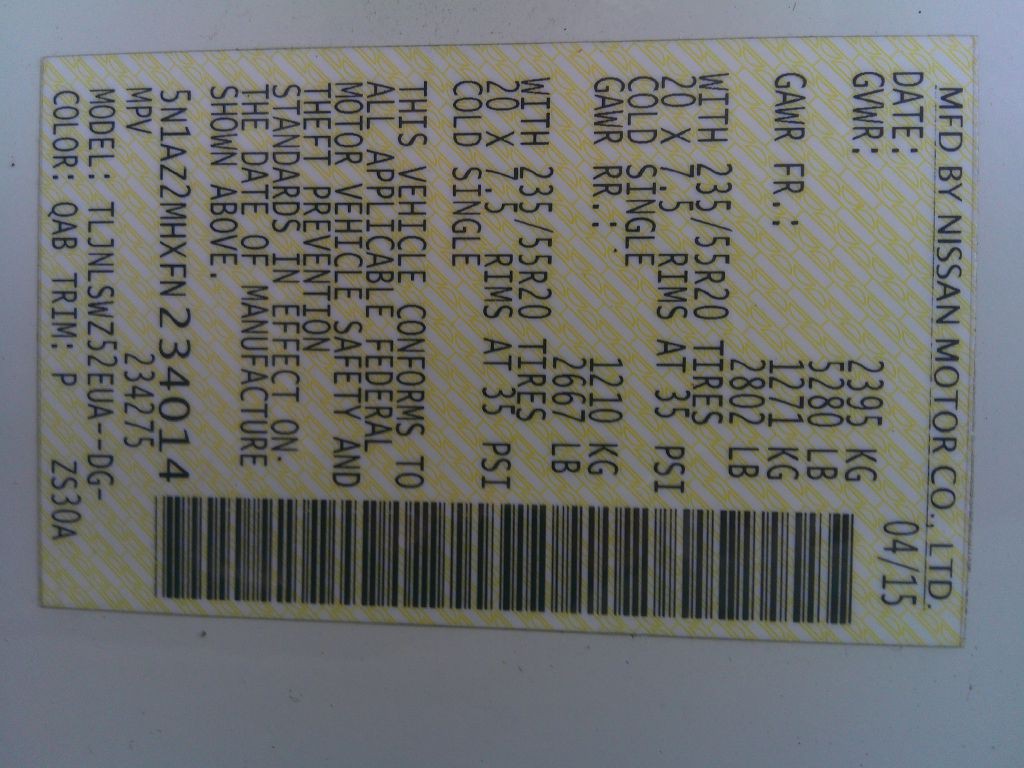 MFD BY NISSAN MOTOR CO., LTD.
DATE: 04/15
GVWR: 2395 KG
5280 LB
GAWR FR.: 1271 KG
2802 LB
WITH 235/55R20 TIRES
20 X 7.5 RIMS AT 35 PSI
COLD SINGLE
GAWR RR.: 1210 KG
2667 LB
WITH 235/55R20 TIRES
20 X 7.5 RIMS AT 35 PSI
COLD SINGLE
THIS VEHICLE CONFORMS TO
ALL APPLICABLE FEDERAL
MOTOR VEHICLE SAFETY AND
THEFT PREVENTION
STANDARDS IN EFFECT ON
THE DATE OF MANUFACTURE
SHOWN ABOVE.
5N1AZ2MHXFN234014
MPV 234275
MODEL: TLJNLSWZ52EUA--DG-
COLOR: QAB TRIM: P ZS30A